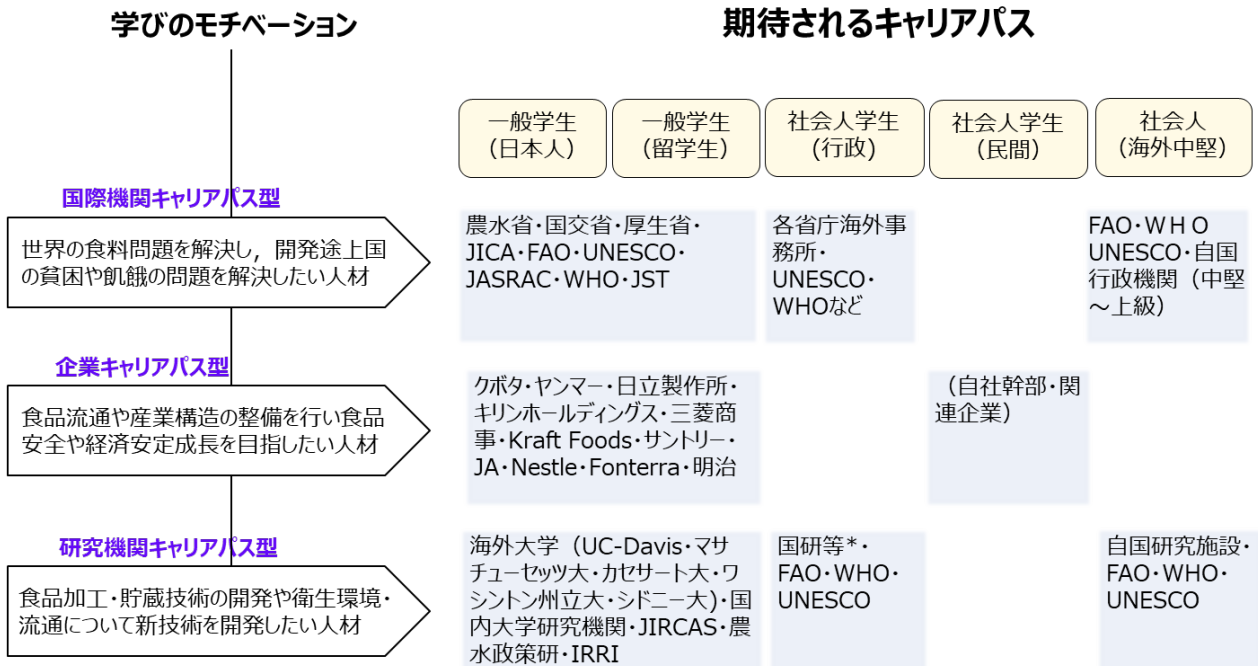 学びのモチベーション
期待されるキャリアパス
一般学生
(日本人)
一般学生
(留学生)
社会人学生
(行政)
社会人学生
(民間)
社会人
(海外中堅)
国際機関キャリアパス型
世界の食料問題を解決し，開発途上国
の貧困や飢餓の問題を解決したい人材
農水省・国交省・厚生省・
JICA・FAO・UNESCO・
JASRAC・WHO・JST
各省庁海外事
務所・
UNESCO・
WHOなど
FAO・ＷＨＯ
UNESCO・自国
行政機関（中堅
～上級）
企業キャリアパス型
食品流通や産業構造の整備を行い食品
安全や経済安定成長を目指したい人材
クボタ・ヤンマー・日立製作所・
キリンホールディングス・三菱商
事・Kraft Foods・サントリー・
JA・Nestle・Fonterra・明治
（自社幹部・関
連企業）
研究機関キャリアパス型
食品加工・貯蔵技術の開発や衛生環境・
流通について新技術を開発したい人材
海外大学（UC-Davis・マサ
チューセッツ大・カセサート大・ワ
シントン州立大・シドニー大)・国
内大学研究機関・JIRCAS・農
水政策研・IRRI
国研等*・
FAO・WHO・
UNESCO
自国研究施設・
FAO・WHO・
UNESCO